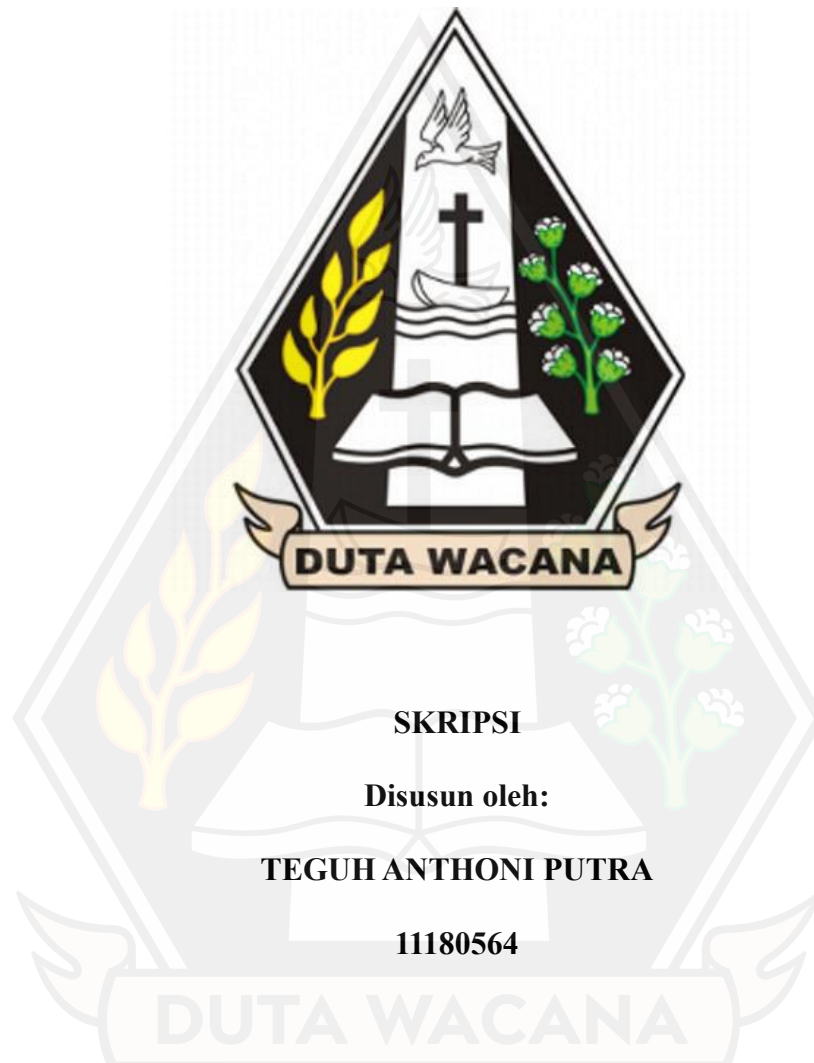 DUTA WACANA
SKRIPSI
Disusun oleh:
TEGUH ANTHONI PUTRA
11180564
DUTA WACANA